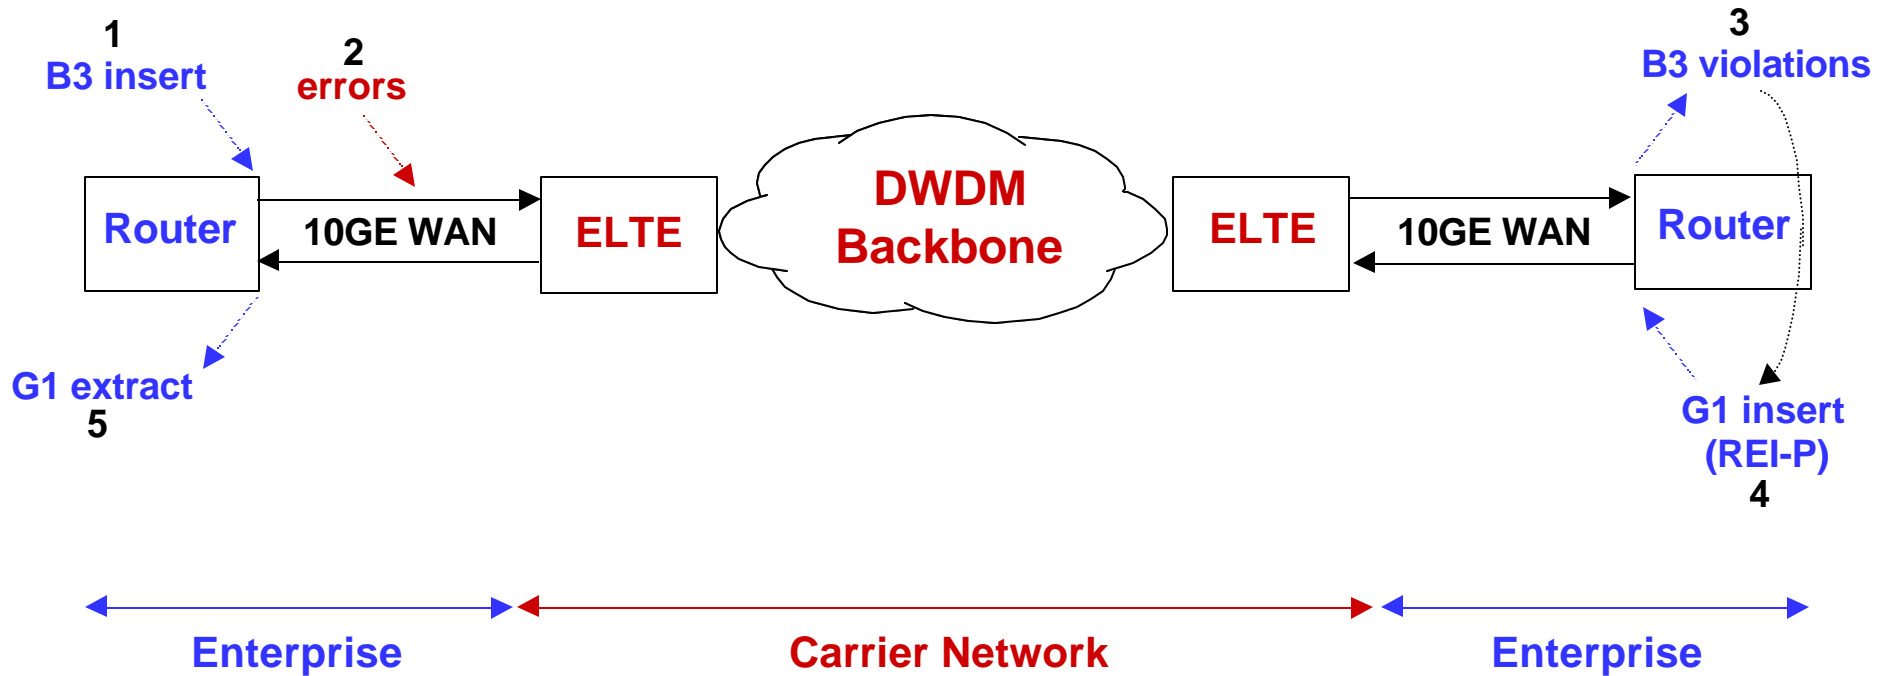 1
B3 insert
2
errors
3
B3 violations
Router
10GE WAN
ELTE
DWDM
Backbone
ELTE
10GE WAN
Router
G1 extract
5
G1 insert
(REI-P)
4
Enterprise
Carrier Network
Enterprise